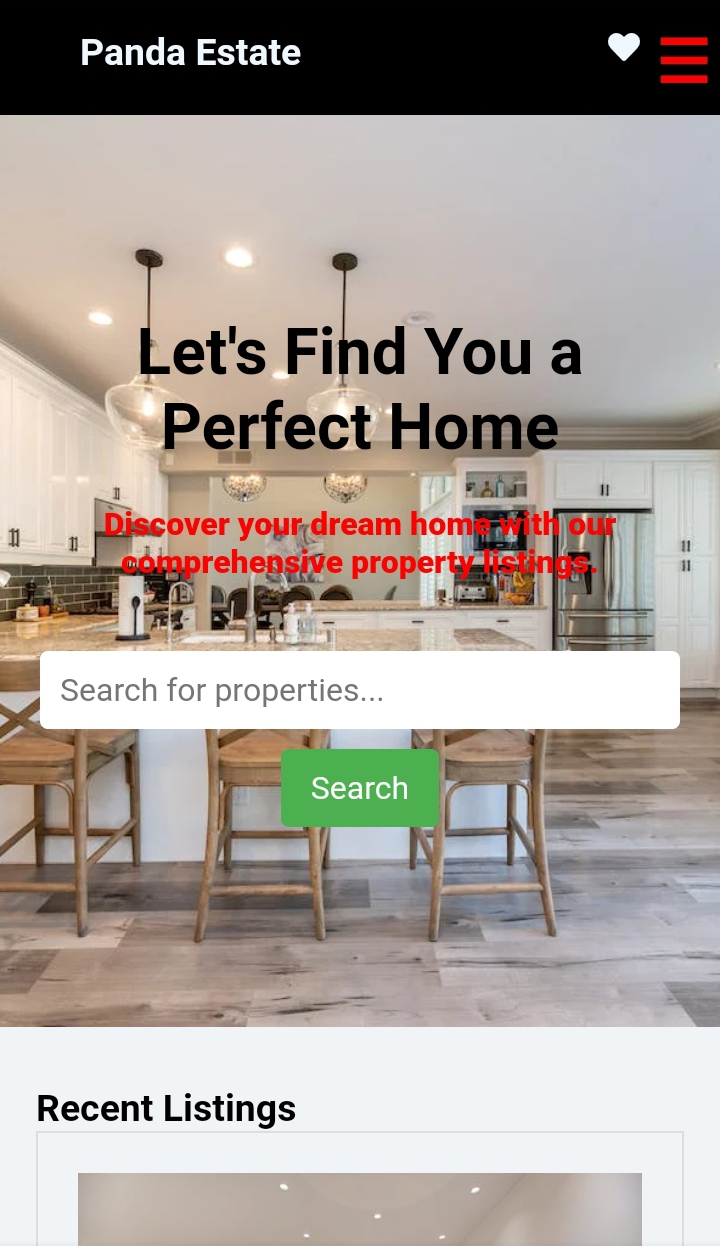 Panda Estate
Let's Find You a
Perfect Home
Discover your dream home with our
comprehensive property listings.
Search for properties...
Search
Recent Listings